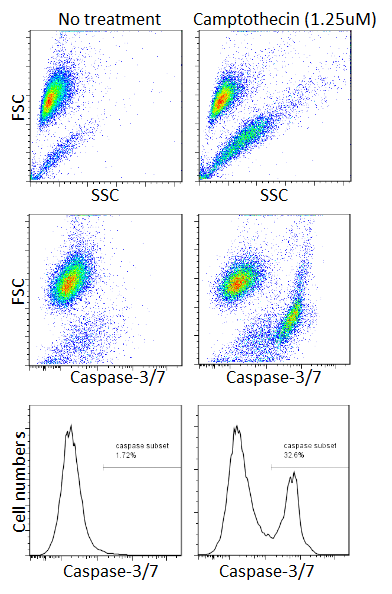 No treatment
Camptothecin (1.25uM)
FSC
SSC
SSC
FSC
Caspase-3/7
Caspase-3/7
Cell numbers
caspase subset
1.72%
caspase subset
32.6%
Caspase-3/7
Caspase-3/7